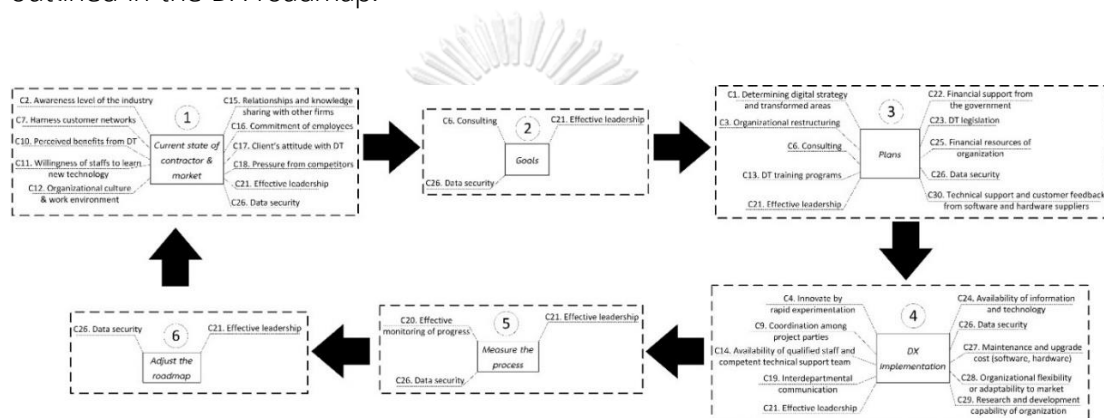 C2. Awareness level of the industry
C7. Harness customer networks
C10. Perceived benefits from DT
C11. Willingness of staffs to learn
new technology
C12. Organizational culture
& work environment
1
Current state of
contractor &
market
C15. Relationships and knowledge
sharing with other firms
C16. Commitment of employees
C17. Client's attitude with DT
C18. Pressure from competitors
C21. Effective leadership
C26. Data security
C6. Consulting
C26. Data security
2
Goals
C21. Effective leadership
C1. Determining digital strategy
and transformed areas
C3. Organizational restructuring
C6. Consulting
C13. DT training programs
C21. Effective leadership
3
Plans
C22. Financial support from
the government
C23. DT legislation
C25. Financial resources of
organization
C26. Data security
C30. Technical support and customer feedback
from software and hardware suppliers
C4. Innovate by
rapid experimentation
C9. Coordination among
project parties
C14. Availability of qualified staff and
competent technical support team
C19. Interdepartmental
communication
C21. Effective leadership
4
DX
implementation
C24. Availability of information
and technology
C26. Data security
C27. Maintenance and upgrade
cost (software, hardware)
C28. Organizational flexibility
or adaptability to market
C29. Research and development
capability of organization
C20. Effective
monitoring of progress
C26. Data security
5
Measure the
process
C21. Effective leadership
C26. Data security
6
Adjust the
roadmap
C21. Effective leadership